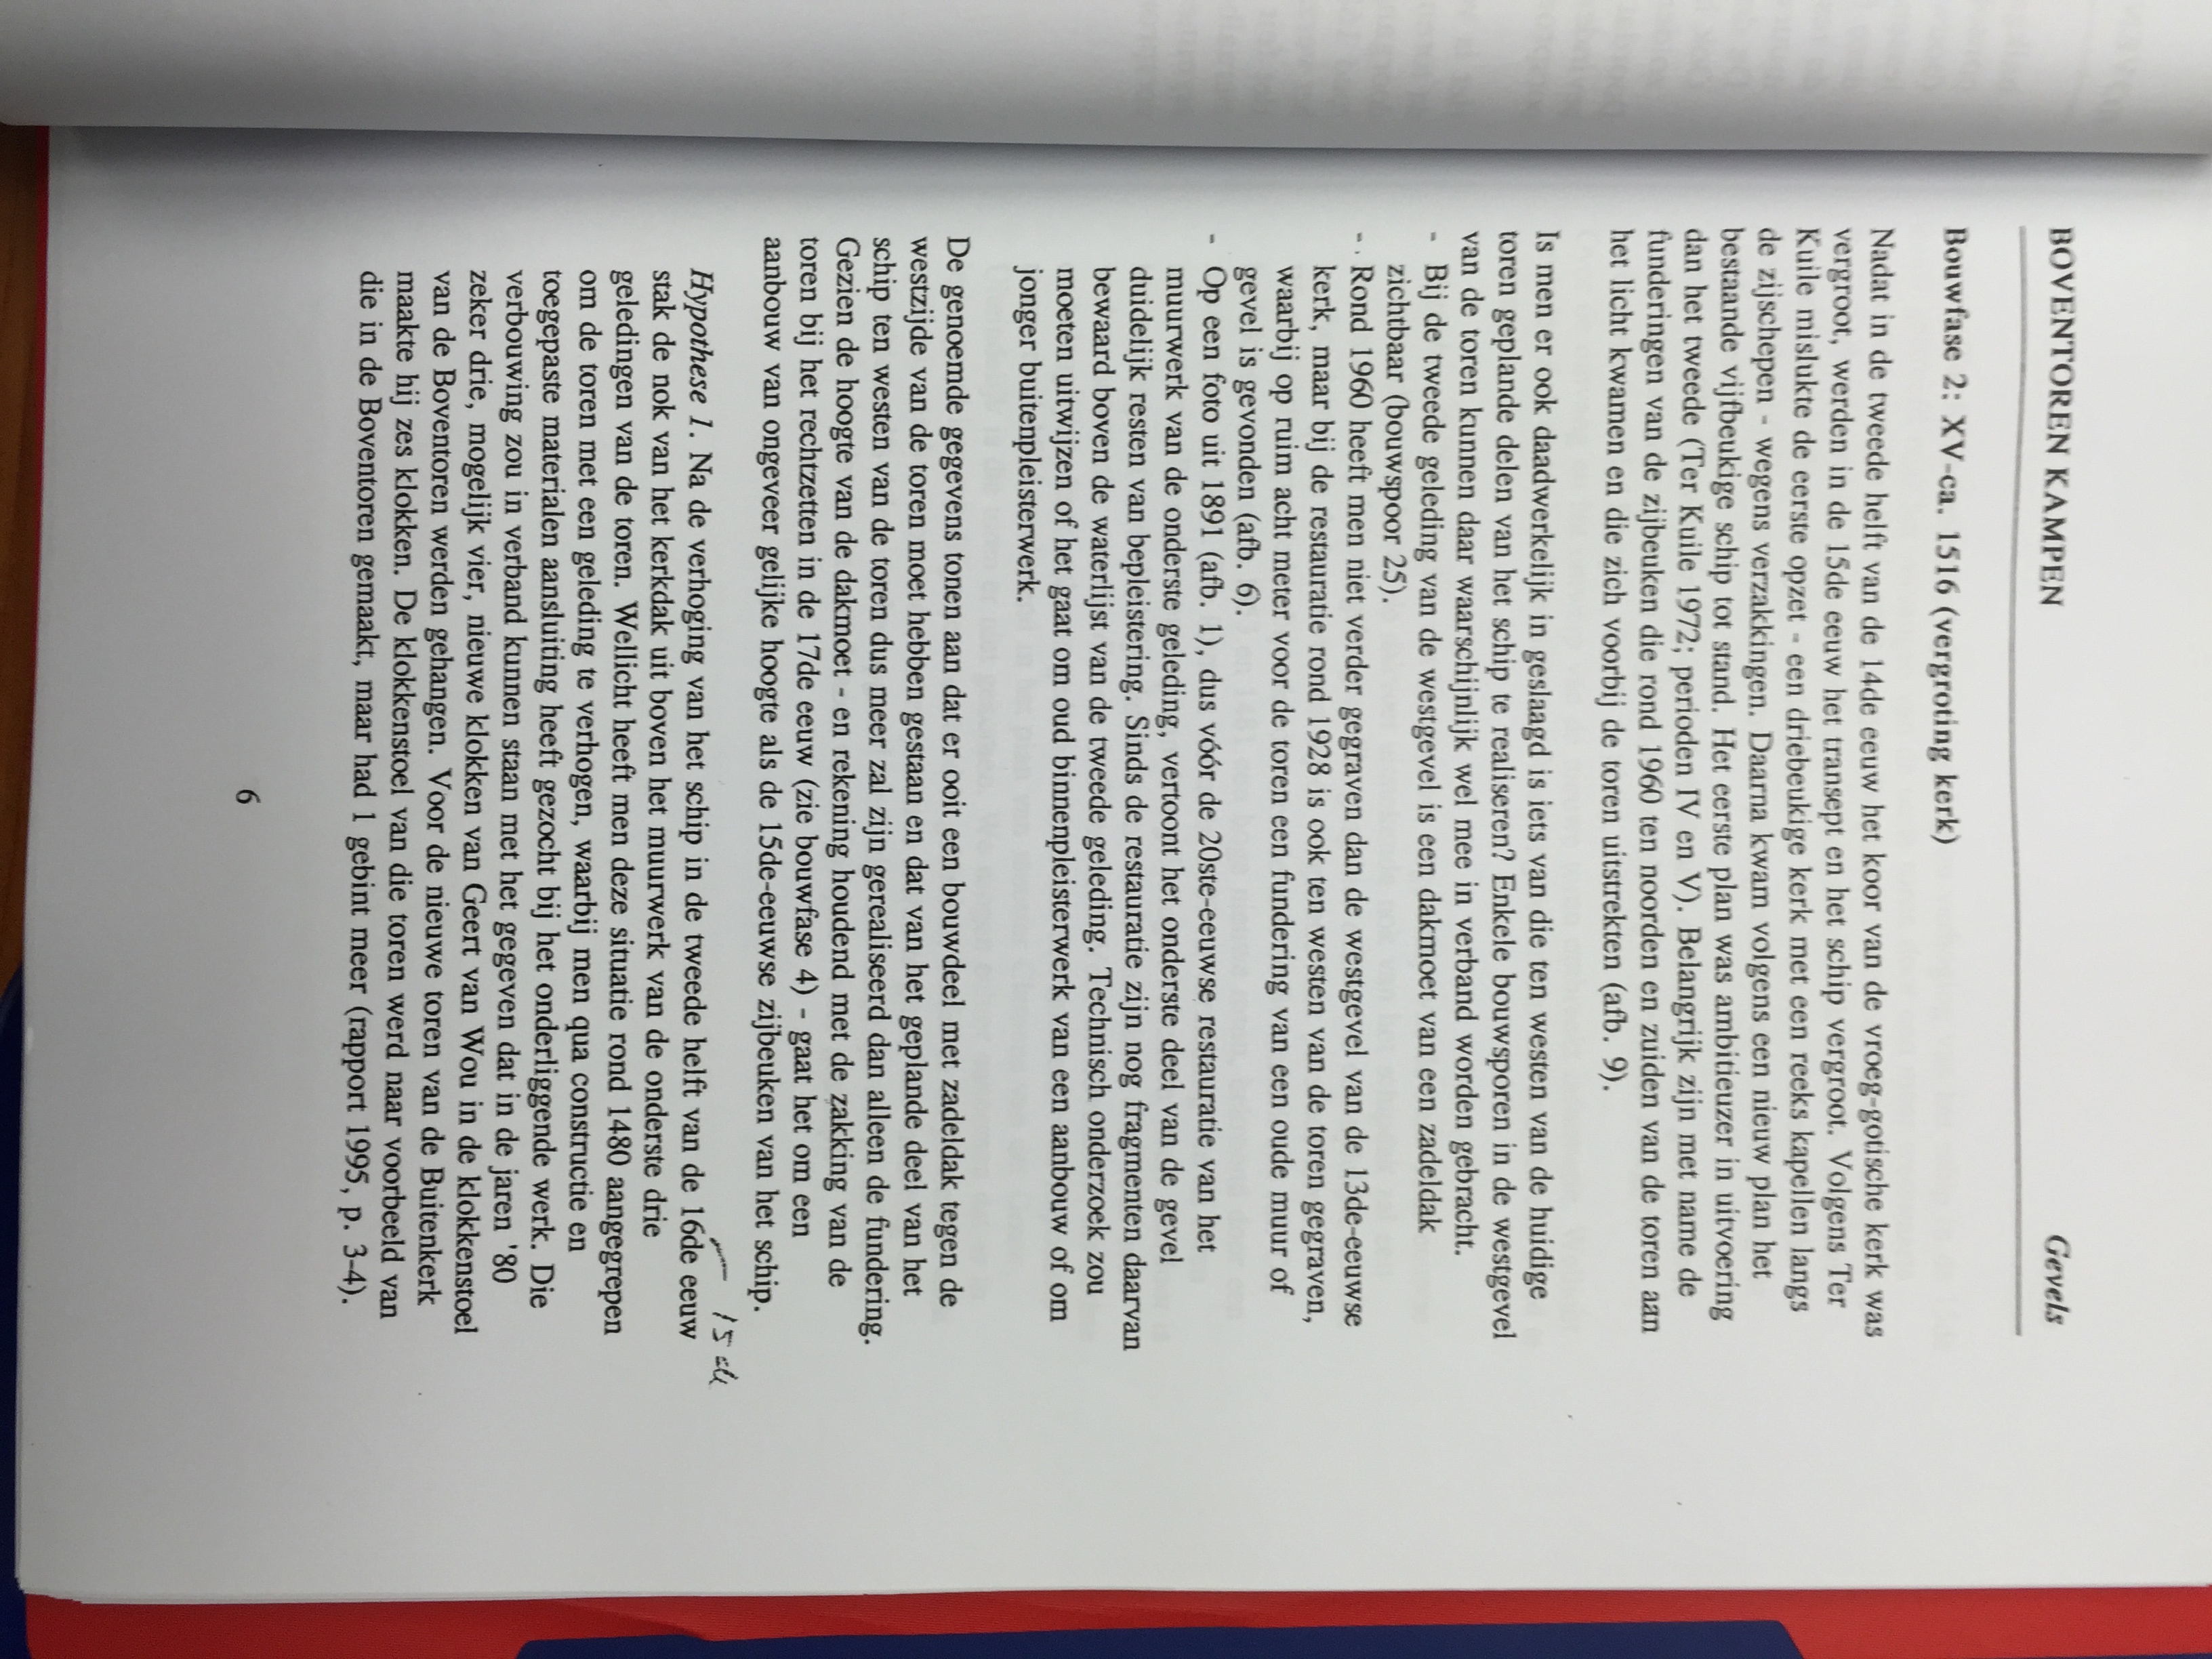 BOVENTOREN KAMPEN Gevels
Bouwfase 2: XV-ca. 1516 (vergroting kerk)
Nadat in de tweede helft van de 14de eeuw het koor van de vroeg-gotische kerk was
vergroot, werden in de 15de eeuw het transept en het schip vergroot. Volgens Ter
Kuile mislukte de eerste opzet - een driebeukige kerk met een reeks kapellen langs
de zijschepen - wegens verzakkingen. Daarna kwam volgens een nieuw plan het
bestaande vijfbeukige schip tot stand. Het eerste plan was ambitieuzer in uitvoering
dan het tweede (Ter Kuile 1972; perioden IV en V). Belangrijk zijn met name de
funderingen van de zijbeuken die rond 1960 ten noorden en zuiden van de toren aan
het licht kwamen en die zich voorbij de toren uitstrekten (afb. 9).
Is men er ook daadwerkelijk in geslaagd is iets van die ten westen van de huidige
toren geplande delen van het schip te realiseren? Enkele bouwsporen in de westgevel
van de toren kunnen daar waarschijnlijk wel mee in verband worden gebracht.
- Bij de tweede geleding van de westgevel is een dakmoet van een zadeldak
zichtbaar (bouwspoor 25).
- Rond 1960 heeft men niet verder gegraven dan de westgevel van de 13de-eeuwse
kerk, maar bij de restauratie rond 1928 is ook ten westen van de toren gegraven,
waarbij op ruim acht meter voor de toren een fundering van een oude muur of
gevel is gevonden (afb. 6).
- Op een foto uit 1891 (afb. 1), dus vóór de 20ste-eeuwse restauratie van het
muurwerk van de onderste geleding, vertoont het onderste deel van de gevel
duidelijk resten van bepleistering. Sinds de restauratie zijn nog fragmenten daarvan
bewaard boven de waterlijst van de tweede geleding. Technisch onderzoek zou
moeten uitwijzen of het gaat om oud binnenpleisterwerk van een aanbouw of om
jonger buitenpleisterwerk.
De genoemde gegevens tonen aan dat er ooit een bouwdeel met zadeldak tegen de
westzijde van de toren moet hebben gestaan en dat van het geplande deel van het
schip ten westen van de toren dus meer zal zijn gerealiseerd dan alleen de fundering.
Gezien de hoogte van de dakmoet - en rekening houdend met de zakking van de
toren bij het rechtzetten in de 17de eeuw (zie bouwfase 4) - gaat het om een
aanbouw van ongeveer gelijke hoogte als de 15de-eeuwse zijbeuken van het schip.
15de
Hypothese 1. Na de verhoging van het schip in de tweede helft van de 16de eeuw
stak de nok van het kerkdak uit boven het muurwerk van de onderste drie
geledingen van de toren. Wellicht heeft men deze situatie rond 1480 aangegrepen
om de toren met een geleding te verhogen, waarbij men qua constructie en
toegepaste materialen aansluiting heeft gezocht bij het onderliggende werk. Die
verbouwing zou in verband kunnen staan met het gegeven dat in de jaren '80
zeker drie, mogelijk vier, nieuwe klokken van Geert van Wou in de klokkenstoel
van de Boventoren werden gehangen. Voor de nieuwe toren van de Buitenkerk
maakte hij zes klokken. De klokkenstoel van die toren werd naar voorbeeld van
die in de Boventoren gemaakt, maar had 1 gebint meer (rapport 1995, p. 3-4).
6